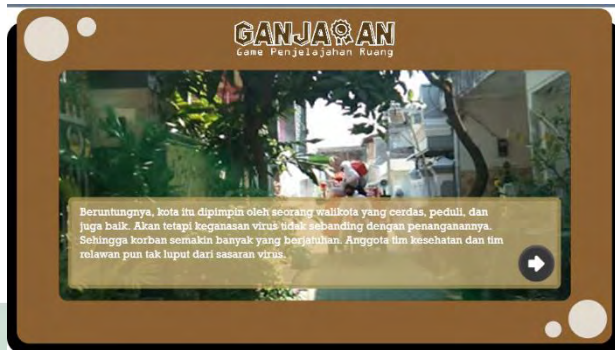 GANJARAN
Game Penjelajahan Ruang
Beruntungnya, kota itu dipimpin oleh seorang walikota yang cerdas, peduli, dan
juga baik. Akan tetapi keganasan virus tidak sebanding dengan penanganannya.
Sehingga korban semakin banyak yang berjatuhan. Anggota tim kesehatan dan tim
relawan pun tak luput dari sasaran virus.